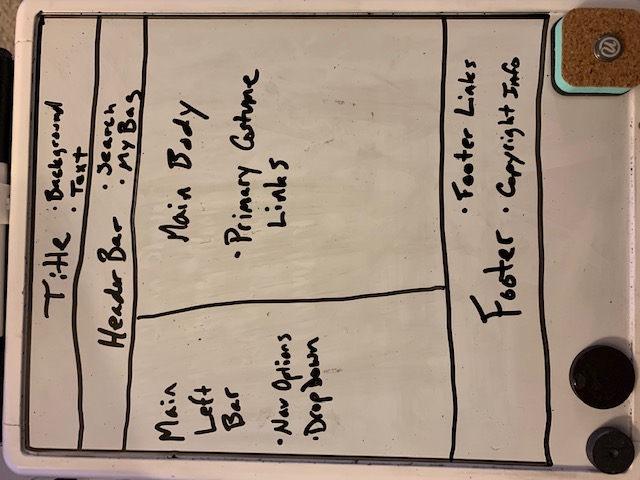 Title
• Background
• Text
Header Bar
• Search
• My Bag
Main
Left
Bar
• Nav Options
• Drop Down
Main Body
• Primary Costume
Links
Footer
• Footer Links
• Copyright Info